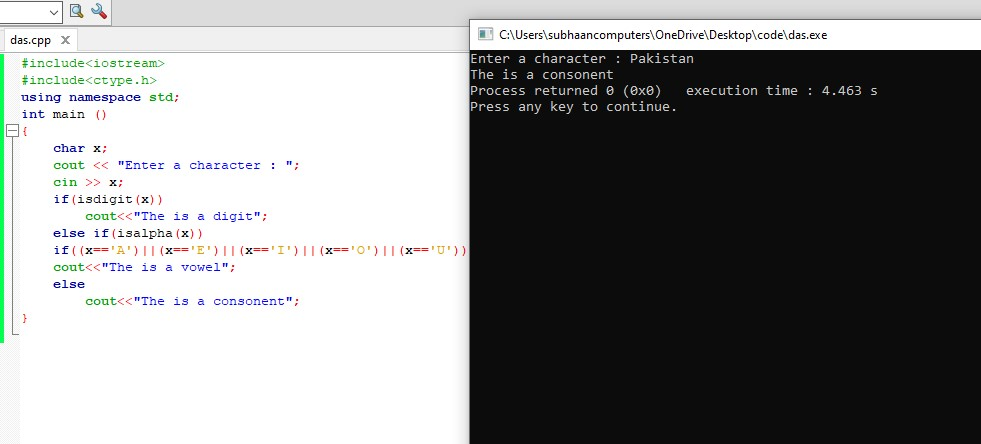 das.cpp X
#include<iostream>
#include<ctype.h>
using namespace std;
int main ()
{
    char x;
    cout << "Enter a character : ";
    cin >> x;
    if(isdigit(x))
        cout<<"The is a digit";
    else if(isalpha(x))
    if((x=='A')||(x=='E')||(x=='I')||(x=='O')||(x=='U'))
    cout<<"The is a vowel";
    else
        cout<<"The is a consonent";
}
C:\Users\subhaancomputers\OneDrive\Desktop\code\das.exe
Enter a character : Pakistan
The is a consonent
Process returned 0 (0x0)   execution time : 4.463 s
Press any key to continue.